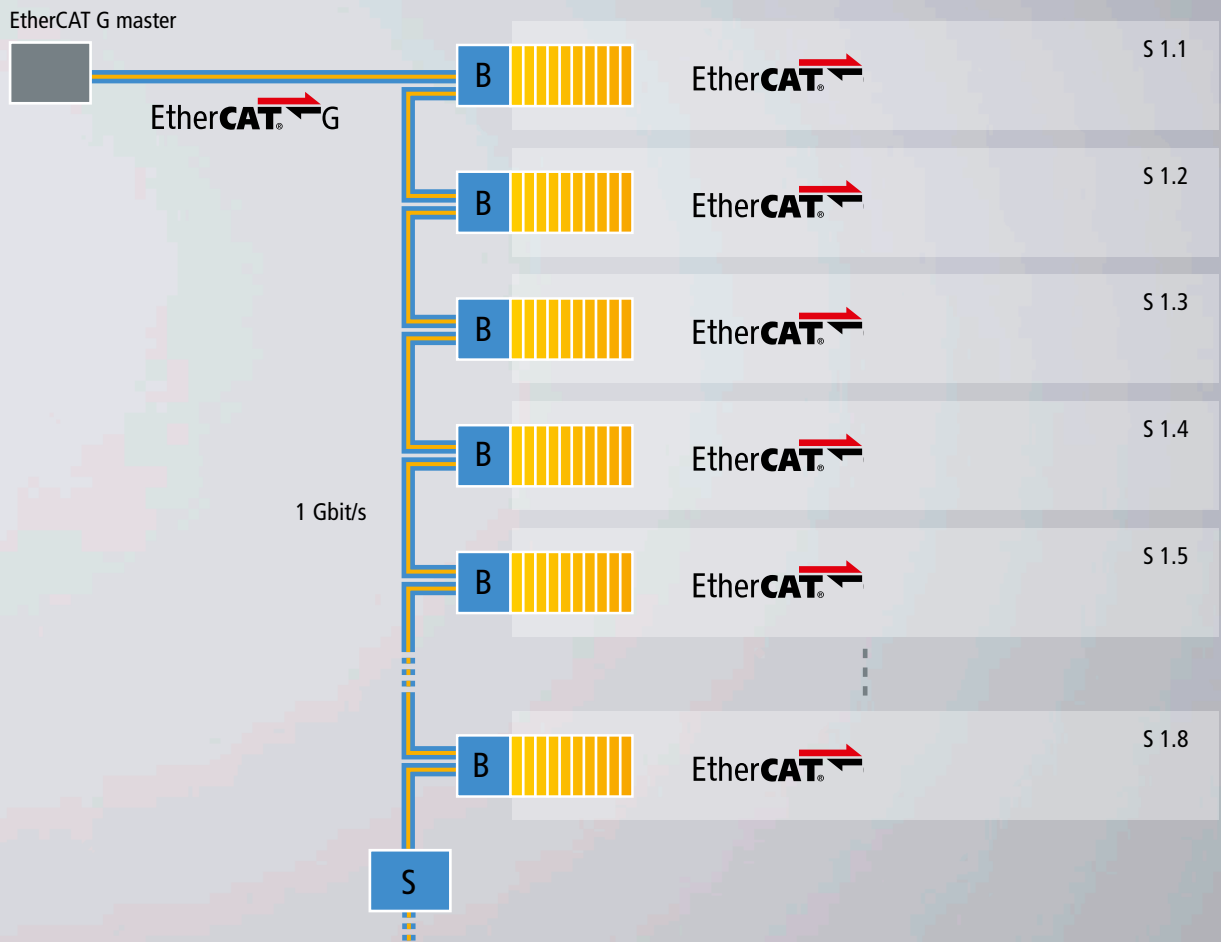 EtherCAT G master
B
EtherCAT®
S 1.1
EtherCAT® G
B
EtherCAT®
S 1.2
B
EtherCAT®
S 1.3
B
EtherCAT®
S 1.4
1 Gbit/s
B
EtherCAT®
S 1.5
B
EtherCAT®
S 1.8
S